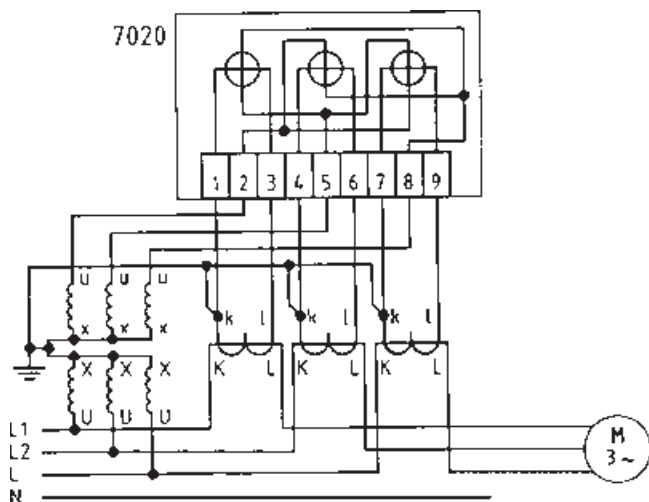 7020
1 2 3 4 5 6 7 8 9
U u u
x x x
k l k l k l
K L K L K L
X X X
U U U
L1
L2
L
N
M
3~